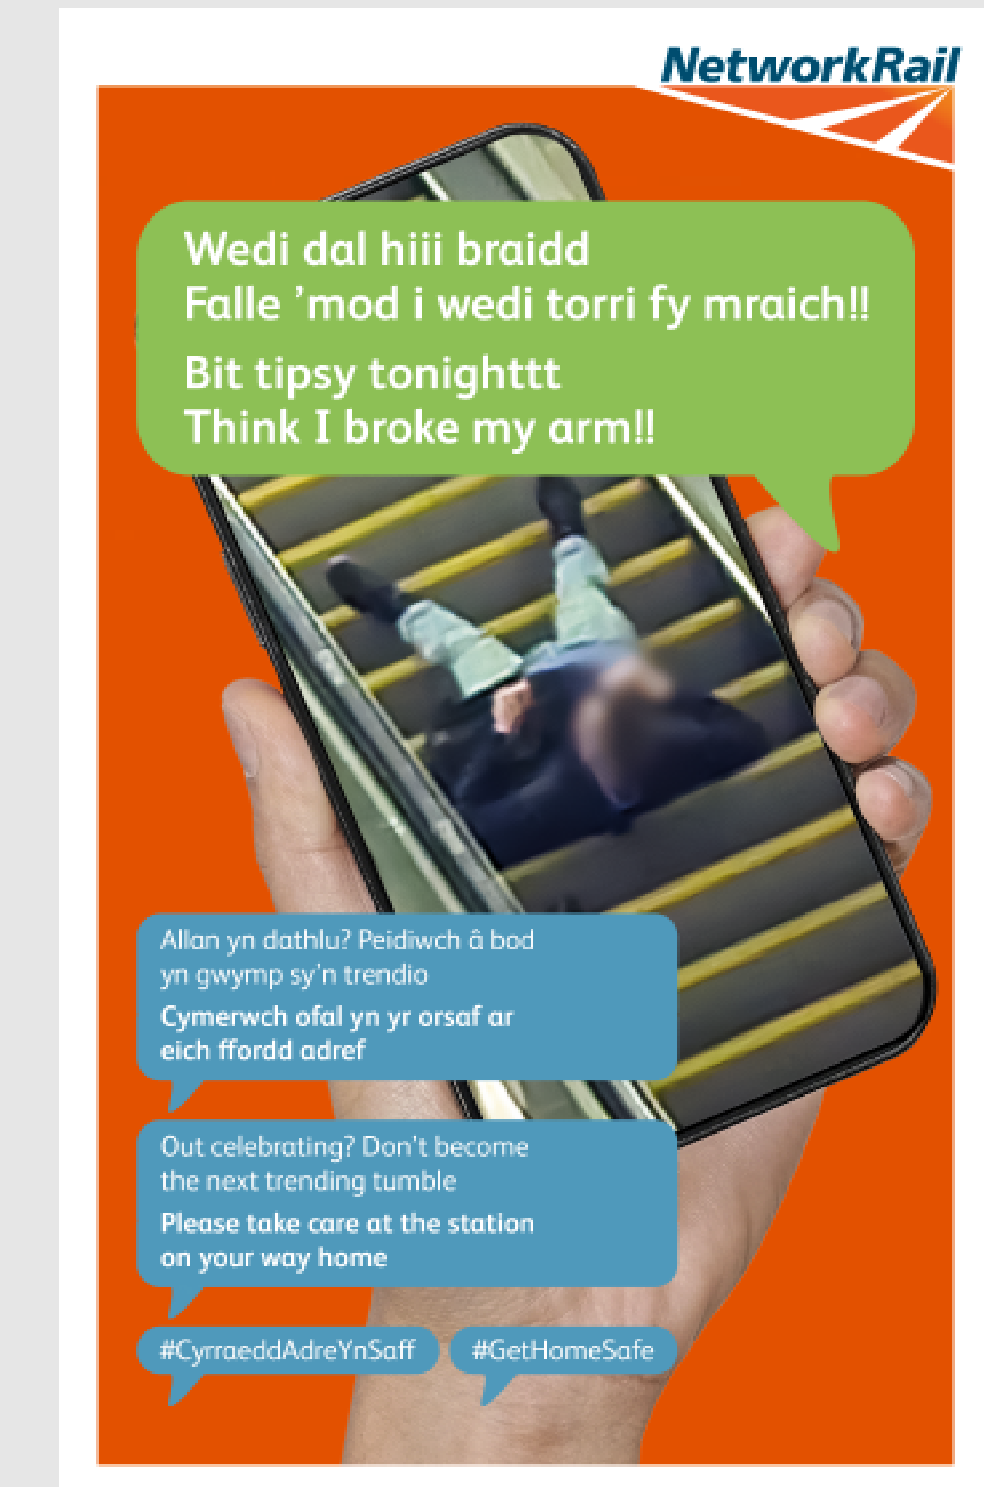 NetworkRail
Wedi dal hiii braidd
Falle ’mod i wedi torri fy mraich!!
Bit tipsy tonighttt
Think I broke my arm!!
Allan yn dathlu? Peidiwch â bod
yn gwymp sy’n trendio
Cymerwch ofal yn yr orsaf ar
eich ffordd adref
Out celebrating? Don’t become
the next trending tumble
Please take care at the station
on your way home
#CyrraeddAdreYnSaff
#GetHomeSafe